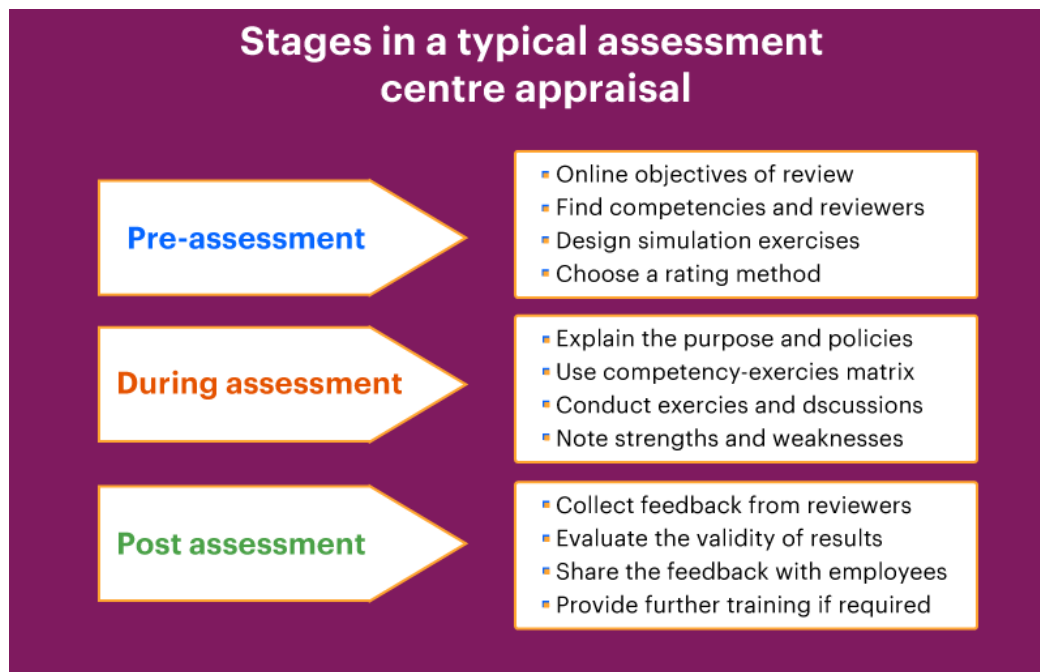 Stages in a typical assessment
centre appraisal
Pre-assessment
Online objectives of review
Find competencies and reviewers
Design simulation exercises
Choose a rating method
During assessment
Explain the purpose and policies
Use competency-exercies matrix
Conduct exercies and dscussions
Note strengths and weaknesses
Post assessment
Collect feedback from reviewers
Evaluate the validity of results
Share the feedback with employees
Provide further training if required